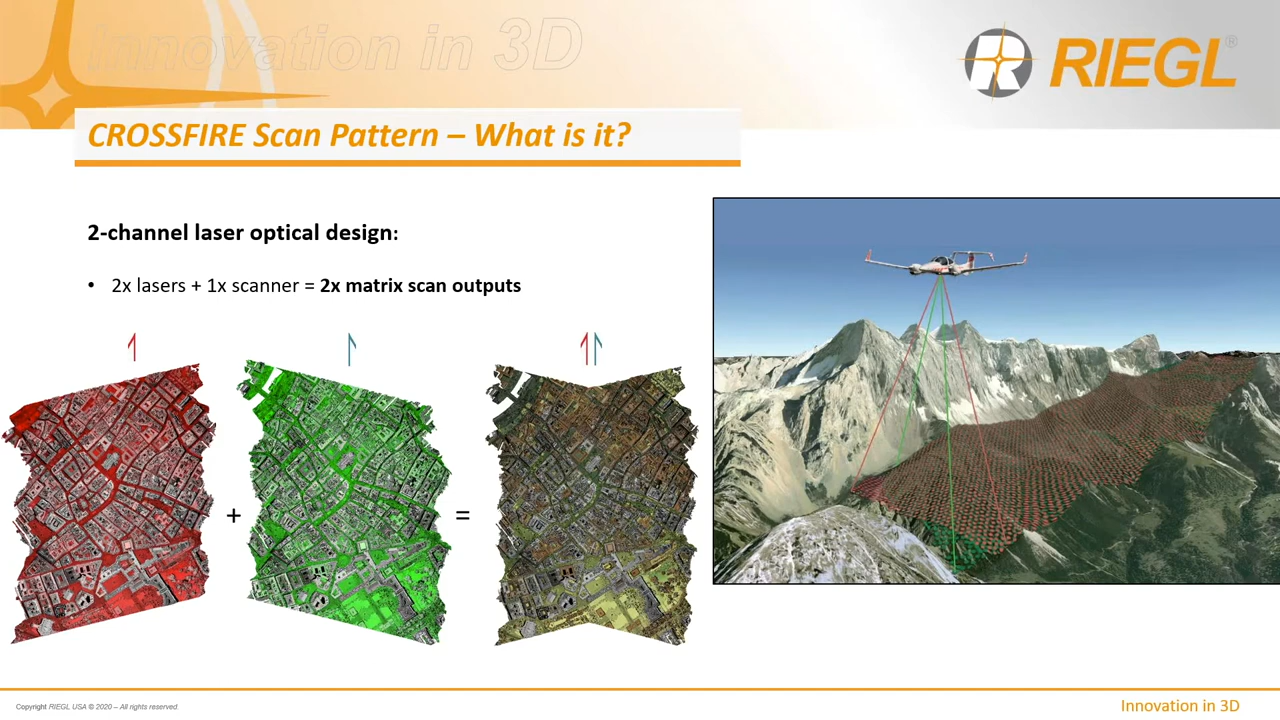 Innovation in 3D
RIEGL®
CROSSFIRE Scan Pattern – What is it?
2-channel laser optical design:
• 2x lasers + 1x scanner = 2x matrix scan outputs
+
=
Copyright RIEGL USA © 2020 – All rights reserved.
Innovation in 3D